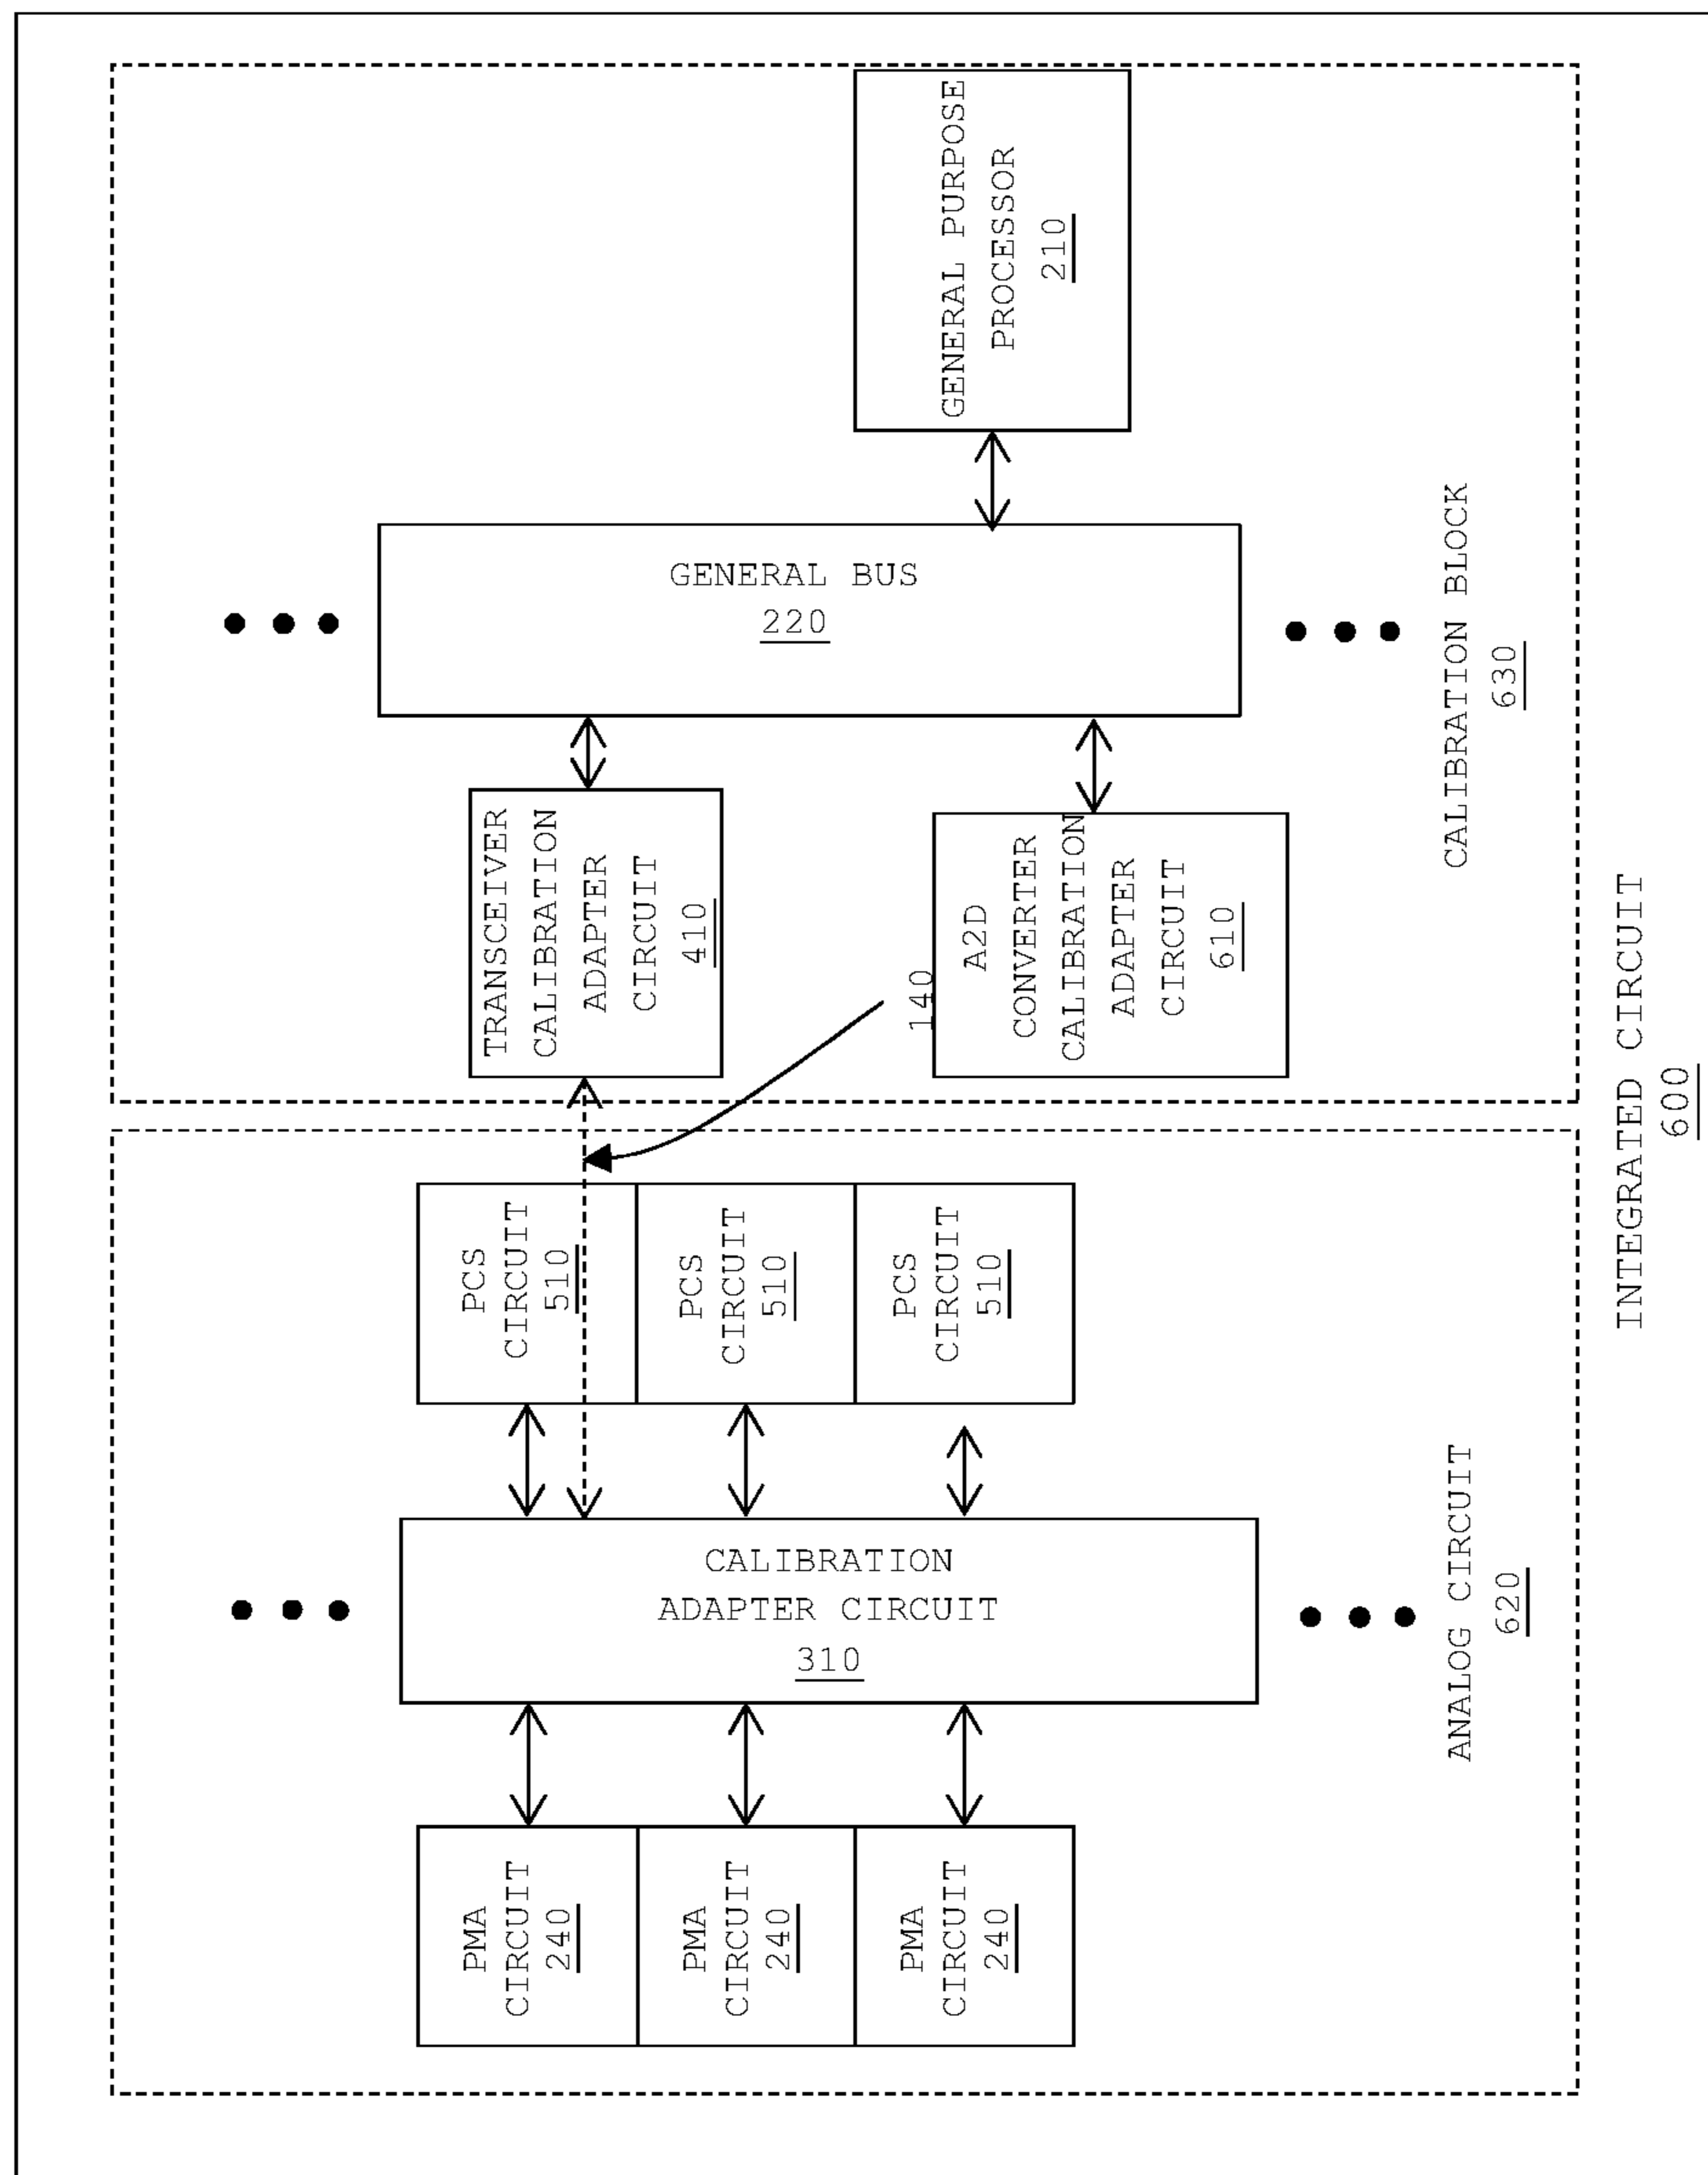 GENERAL PURPOSE
PROCESSOR
210
GENERAL BUS
220
TRANSCEIVER
CALIBRATION
ADAPTER
CIRCUIT
410
A2D
CONVERTER
CALIBRATION
ADAPTER
CIRCUIT
610
140
CALIBRATION BLOCK
630
PCS
CIRCUIT
510
PCS
CIRCUIT
510
PCS
CIRCUIT
510
CALIBRATION
ADAPTER CIRCUIT
310
PMA
CIRCUIT
240
PMA
CIRCUIT
240
PMA
CIRCUIT
240
ANALOG CIRCUIT
620
INTEGRATED CIRCUIT
600